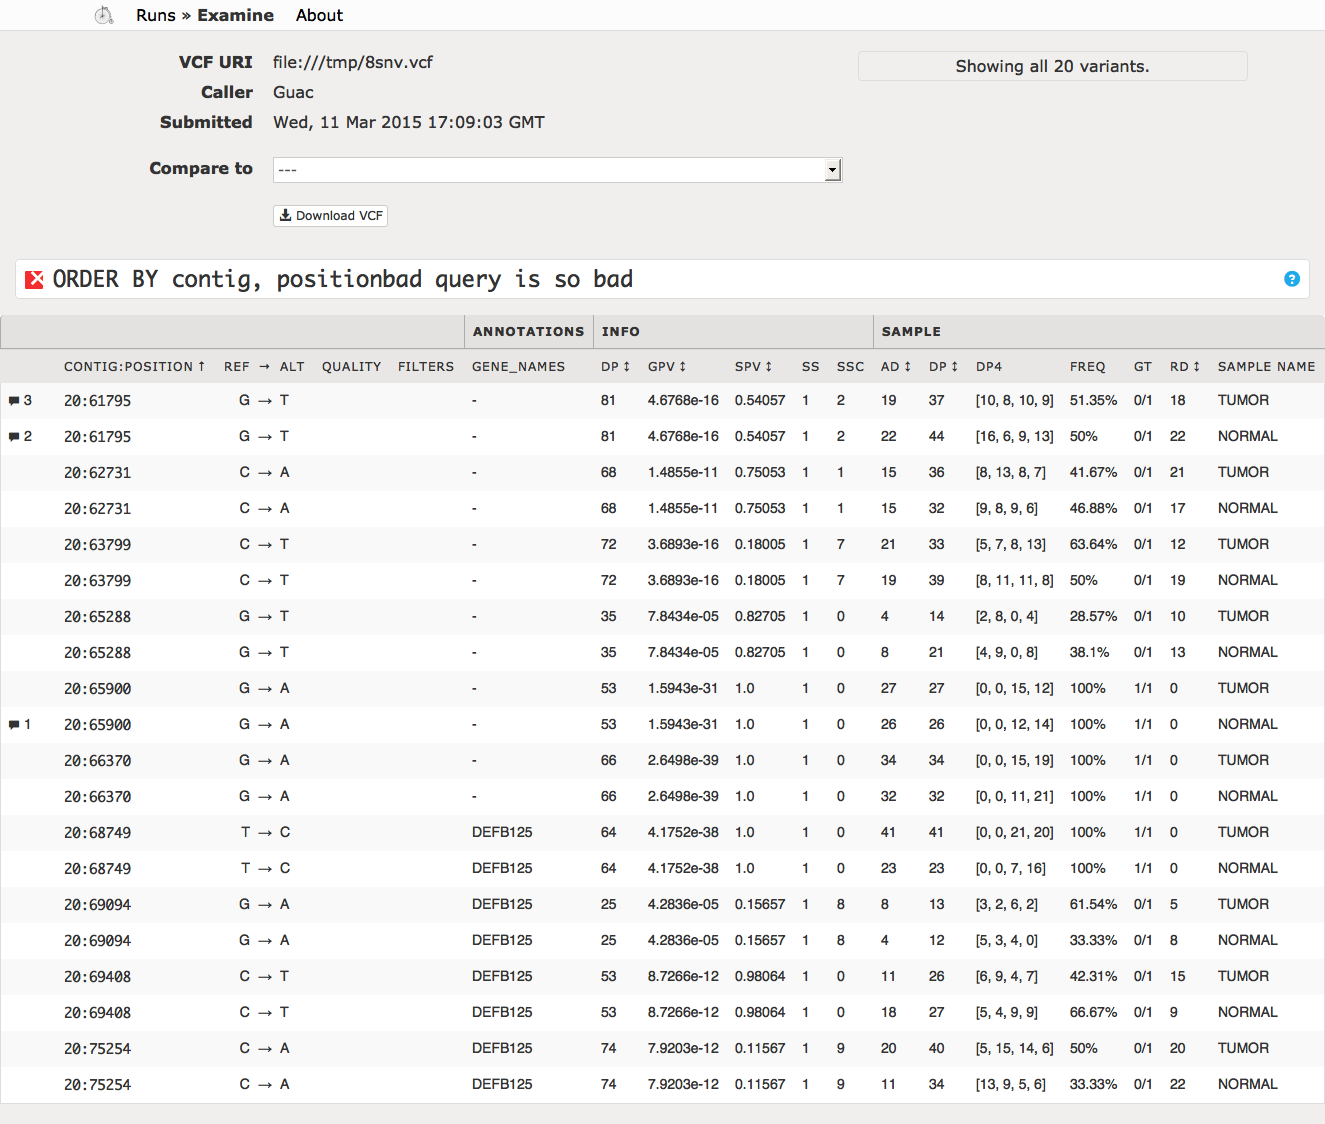 Runs » Examine About
VCF URI file:///tmp/8snv.vcf
Showing all 20 variants.
Caller Guac
Submitted Wed, 11 Mar 2015 17:09:03 GMT
Compare to ---
Download VCF
ORDER BY contig, positionbad query is so bad ?
ANNOTATIONS INFO SAMPLE
CONTIG:POSITION ↑ REF → ALT QUALITY FILTERS GENE_NAMES DP ↕ GPV ↕ SPV ↕ SS SSC AD ↕ DP ↕ DP4 FREQ GT RD ↕ SAMPLE NAME
3 20:61795 G → T - 81 4.6768e-16 0.54057 1 2 19 37 [10, 8, 10, 9] 51.35% 0/1 18 TUMOR
2 20:61795 G → T - 81 4.6768e-16 0.54057 1 2 22 44 [16, 6, 9, 13] 50% 0/1 22 NORMAL
20:62731 C → A - 68 1.4855e-11 0.75053 1 1 15 36 [8, 13, 8, 7] 41.67% 0/1 21 TUMOR
20:62731 C → A - 68 1.4855e-11 0.75053 1 1 15 32 [9, 8, 9, 6] 46.88% 0/1 17 NORMAL
20:63799 C → T - 72 3.6893e-16 0.18005 1 7 21 33 [5, 7, 8, 13] 63.64% 0/1 12 TUMOR
20:63799 C → T - 72 3.6893e-16 0.18005 1 7 19 39 [8, 11, 11, 8] 50% 0/1 19 NORMAL
20:65288 G → T - 35 7.8434e-05 0.82705 1 0 4 14 [2, 8, 0, 4] 28.57% 0/1 10 TUMOR
20:65288 G → T - 35 7.8434e-05 0.82705 1 0 8 21 [4, 9, 0, 8] 38.1% 0/1 13 NORMAL
20:65900 G → A - 53 1.5943e-31 1.0 1 0 27 27 [0, 0, 15, 12] 100% 1/1 0 TUMOR
1 20:65900 G → A - 53 1.5943e-31 1.0 1 0 26 26 [0, 0, 12, 14] 100% 1/1 0 NORMAL
20:66370 G → A - 66 2.6498e-39 1.0 1 0 34 34 [0, 0, 15, 19] 100% 1/1 0 TUMOR
20:66370 G → A - 66 2.6498e-39 1.0 1 0 32 32 [0, 0, 11, 21] 100% 1/1 0 NORMAL
20:68749 T → C DEFB125 64 4.1752e-38 1.0 1 0 41 41 [0, 0, 21, 20] 100% 1/1 0 TUMOR
20:68749 T → C DEFB125 64 4.1752e-38 1.0 1 0 23 23 [0, 0, 7, 16] 100% 1/1 0 NORMAL
20:69094 G → A DEFB125 25 4.2836e-05 0.15657 1 8 8 13 [3, 2, 6, 2] 61.54% 0/1 5 TUMOR
20:69094 G → A DEFB125 25 4.2836e-05 0.15657 1 8 4 12 [5, 3, 4, 0] 33.33% 0/1 8 NORMAL
20:69408 C → T DEFB125 53 8.7266e-12 0.98064 1 0 11 26 [6, 9, 4, 7] 42.31% 0/1 15 TUMOR
20:69408 C → T DEFB125 53 8.7266e-12 0.98064 1 0 18 27 [5, 4, 9, 9] 66.67% 0/1 9 NORMAL
20:75254 C → A DEFB125 74 7.9203e-12 0.11567 1 9 20 40 [5, 15, 14, 6] 50% 0/1 20 TUMOR
20:75254 C → A DEFB125 74 7.9203e-12 0.11567 1 9 11 34 [13, 9, 5, 6] 33.33% 0/1 22 NORMAL